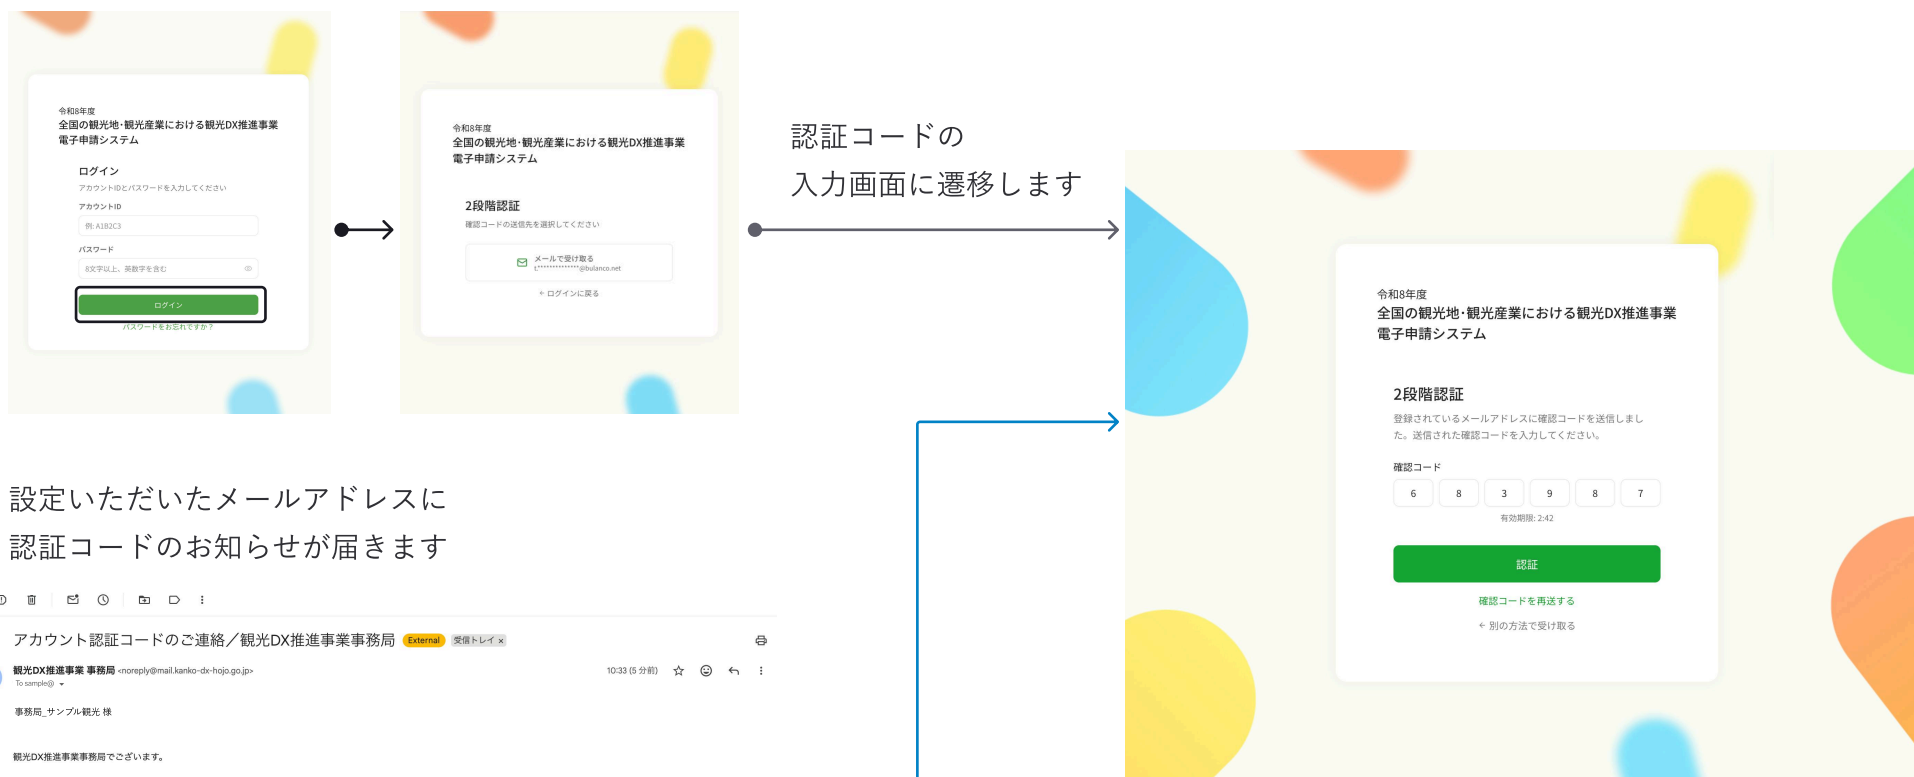 令和8年度
全国の観光地・観光産業における観光DX推進事業
電子申請システム
ログイン
アカウントIDとパスワードを入力してください
アカウントID
例: A1B2C3
パスワード
8文字以上、英数字を含む
ログイン
パスワードをお忘れですか？
令和8年度
全国の観光地・観光産業における観光DX推進事業
電子申請システム
2段階認証
確認コードの送信先を選択してください
メールで受け取る
t**************@bulanco.net
← ログインに戻る
認証コードの
入力画面に遷移します
令和8年度
全国の観光地・観光産業における観光DX推進事業
電子申請システム
2段階認証
登録されているメールアドレスに確認コードを送信しまし
た。送信された確認コードを入力してください。
確認コード
6 8 3 9 8 7
有効期限: 2:42
認証
確認コードを再送する
← 別の方法で受け取る
設定いただいたメールアドレスに
認証コードのお知らせが届きます
アカウント認証コードのご連絡／観光DX推進事業事務局 External 受信トレイ ×
観光DX推進事業 事務局 <noreply@mail.kanko-dx-hojo.go.jp> 10:33 (5 分前)
To sample@
事務局_サンプル観光 様
観光DX推進事業事務局でございます。